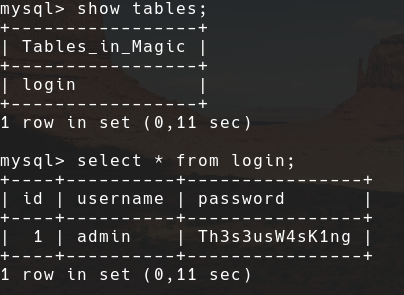 mysql> show tables;
+-----------------+
| Tables_in_Magic |
+-----------------+
| login           |
+-----------------+
1 row in set (0,11 sec)

mysql> select * from login;
+----+----------+----------------+
| id | username | password       |
+----+----------+----------------+
|  1 | admin    | Th3s3usW4sK1ng |
+----+----------+----------------+
1 row in set (0,11 sec)